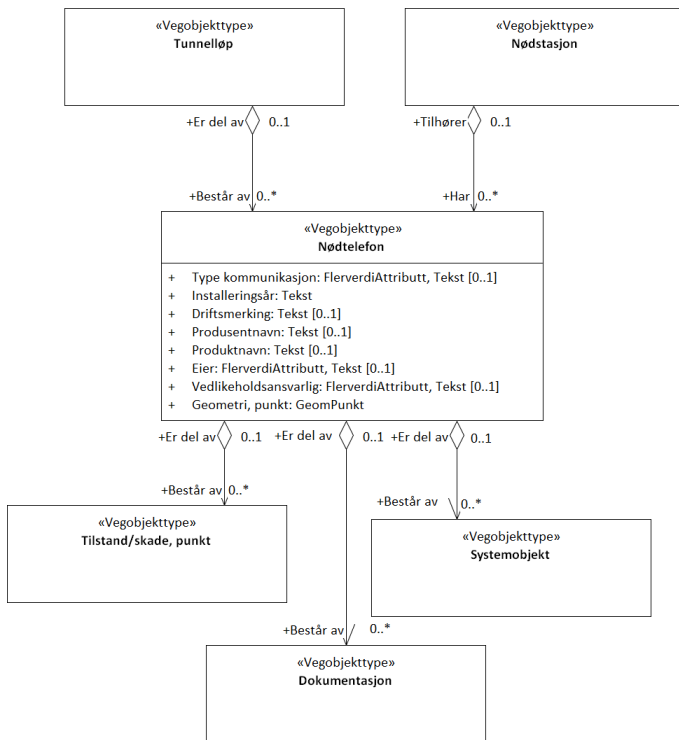 «Vegobjekttype»
Tunnelløp
«Vegobjekttype»
Nødstasjon
+Er del av 0..1
+Tilhører 0..1
+Består av 0..*
+Har 0..*
«Vegobjekttype»
Nødtelefon
+ Type kommunikasjon: FlerverdiAttributt, Tekst [0..1]
+ Installeringsår: Tekst
+ Driftsmerking: Tekst [0..1]
+ Produsentnavn: Tekst [0..1]
+ Produktnavn: Tekst [0..1]
+ Eier: FlerverdiAttributt, Tekst [0..1]
+ Vedlikeholdsansvarlig: FlerverdiAttributt, Tekst [0..1]
+ Geometri, punkt: GeomPunkt
+Er del av 0..1
+Er del av 0..1
+Er del av 0..1
+Består av 0..*
+Består av 0..*
«Vegobjekttype»
Tilstand/skade, punkt
«Vegobjekttype»
Systemobjekt
+Består av 0..*
«Vegobjekttype»
Dokumentasjon